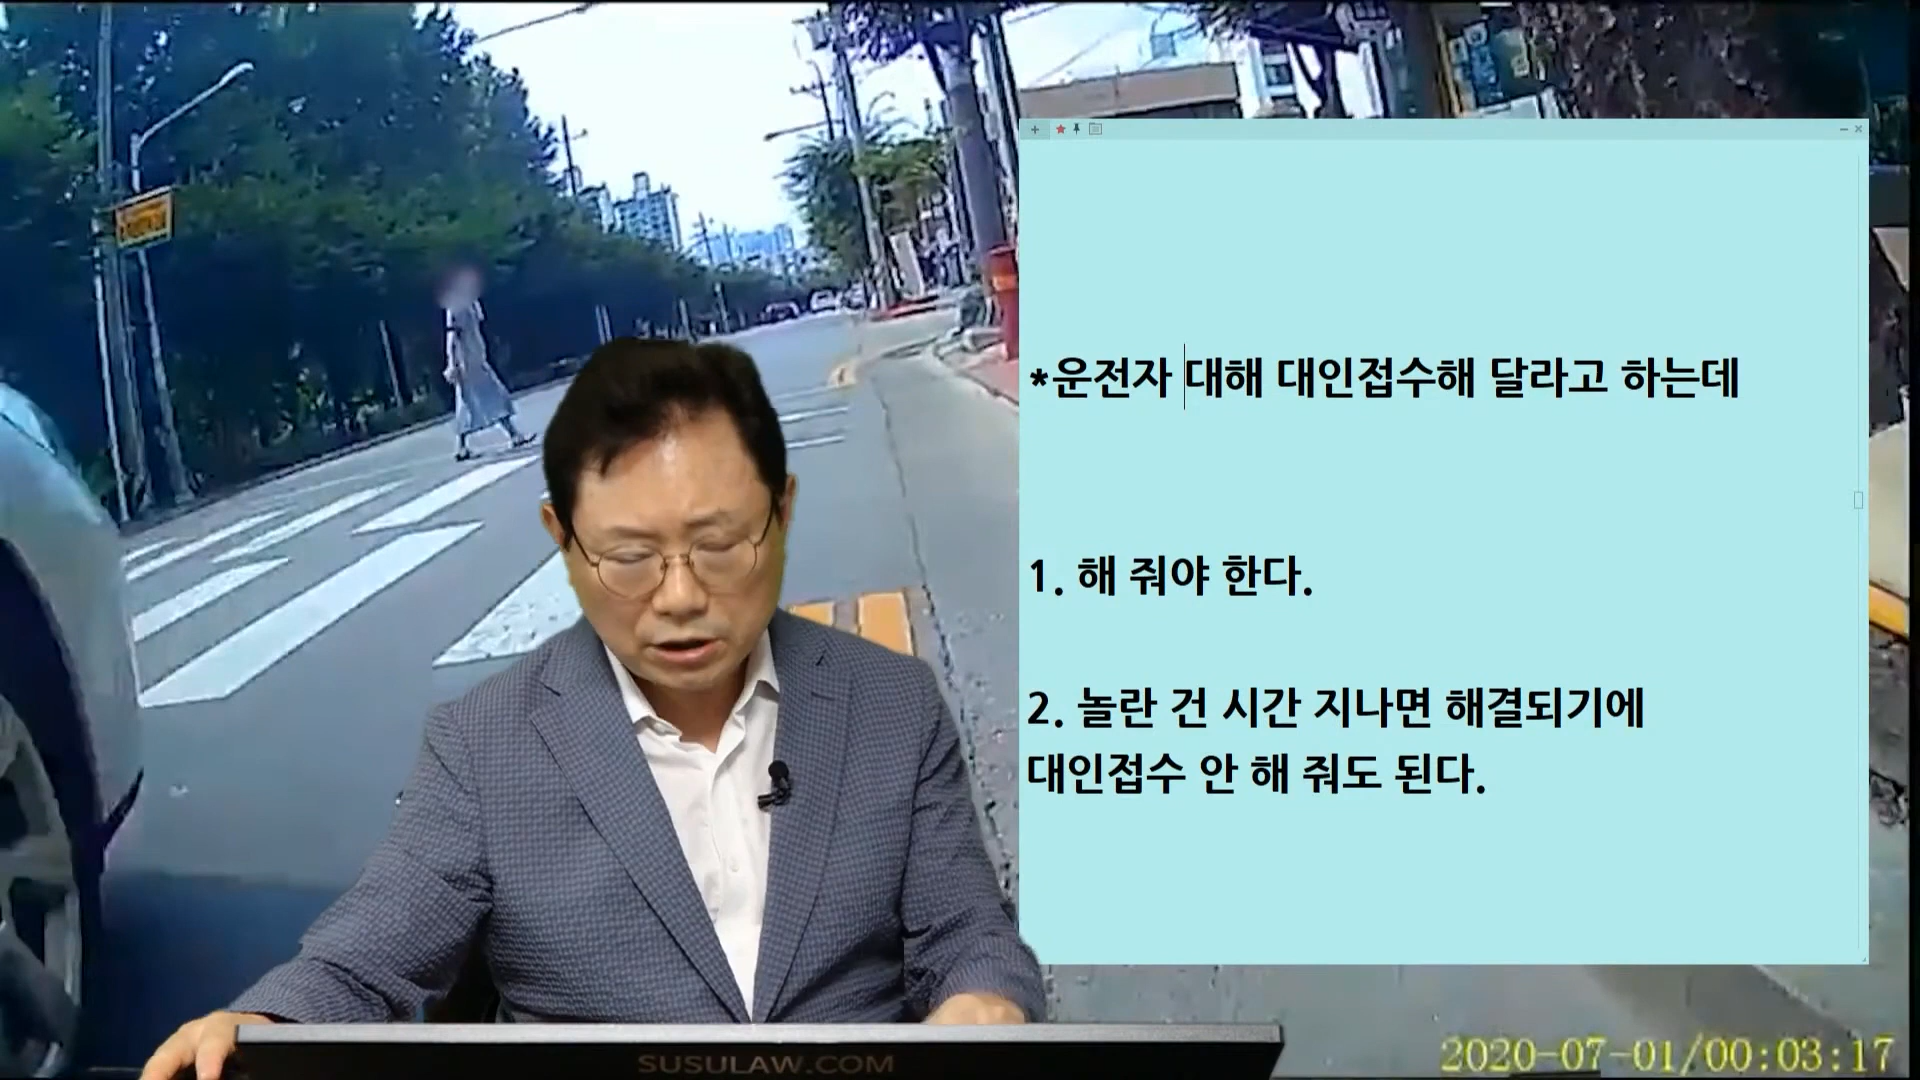 *운전자 대해 대인접수해 달라고 하는데
1. 해 줘야 한다.
2. 놀란 건 시간 지나면 해결되기에
대인접수 안 해 줘도 된다.
SUSULAW.COM
2020-07-01/00:03:17